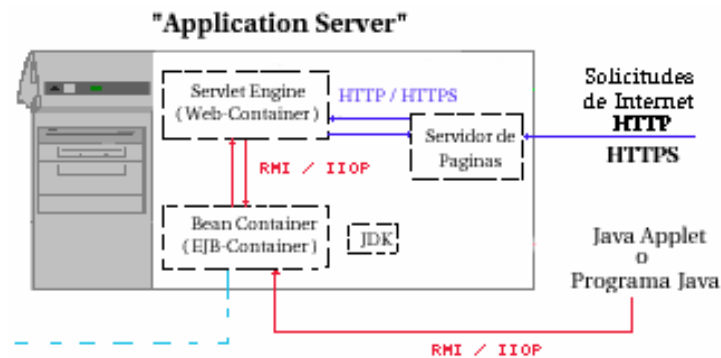 "Application Server"
Servlet Engine
(Web-Container)
HTTP / HTTPS
Solicitudes
de Internet
HTTP
HTTPS
Servidor de
Paginas
RMI / IIOP
Bean Container
(EJB-Container)
JDK
Java Applet
o
Programa Java
RMI / IIOP